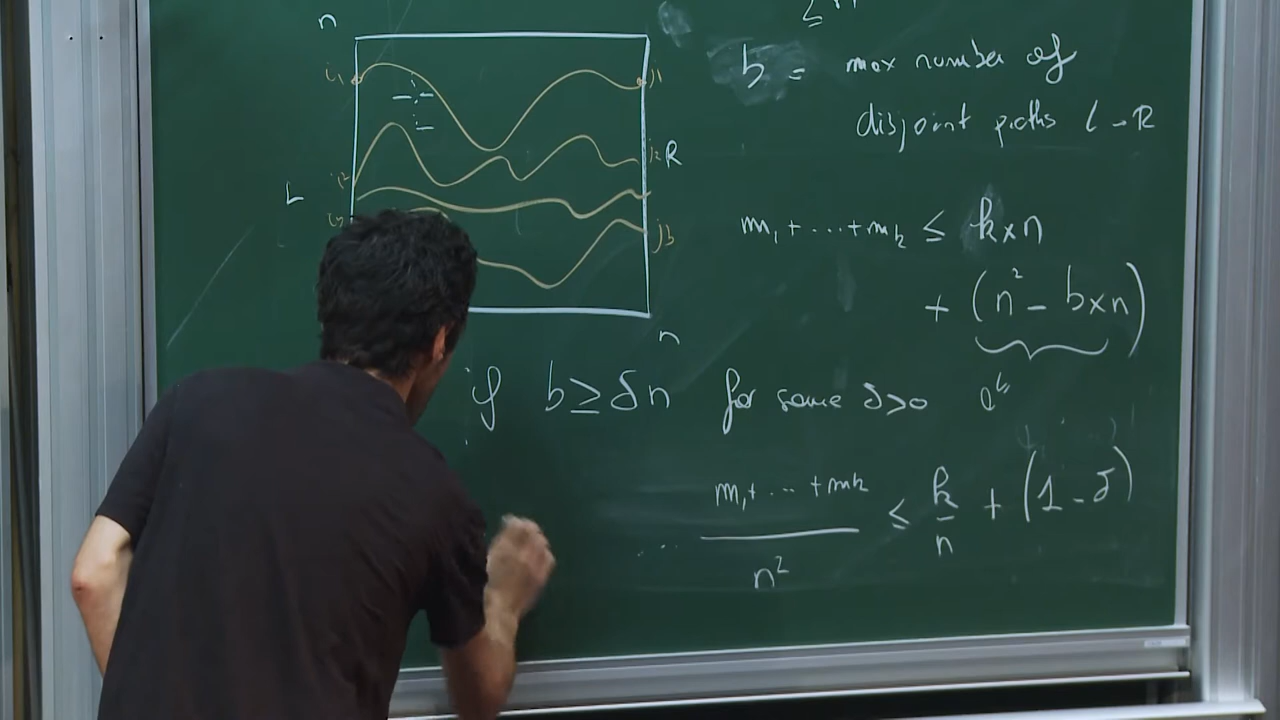 n
i1
j1
i2
j2 R
L
i3
j3
n
≤
b = max number of
disjoint paths L → R
m₁ + ... + mₖ ≤ k×n
+ (n² - b×n)
if b ≥ δn for some δ>0
m₁ + ... + mk
≤ k/n + (1 - δ)
n²